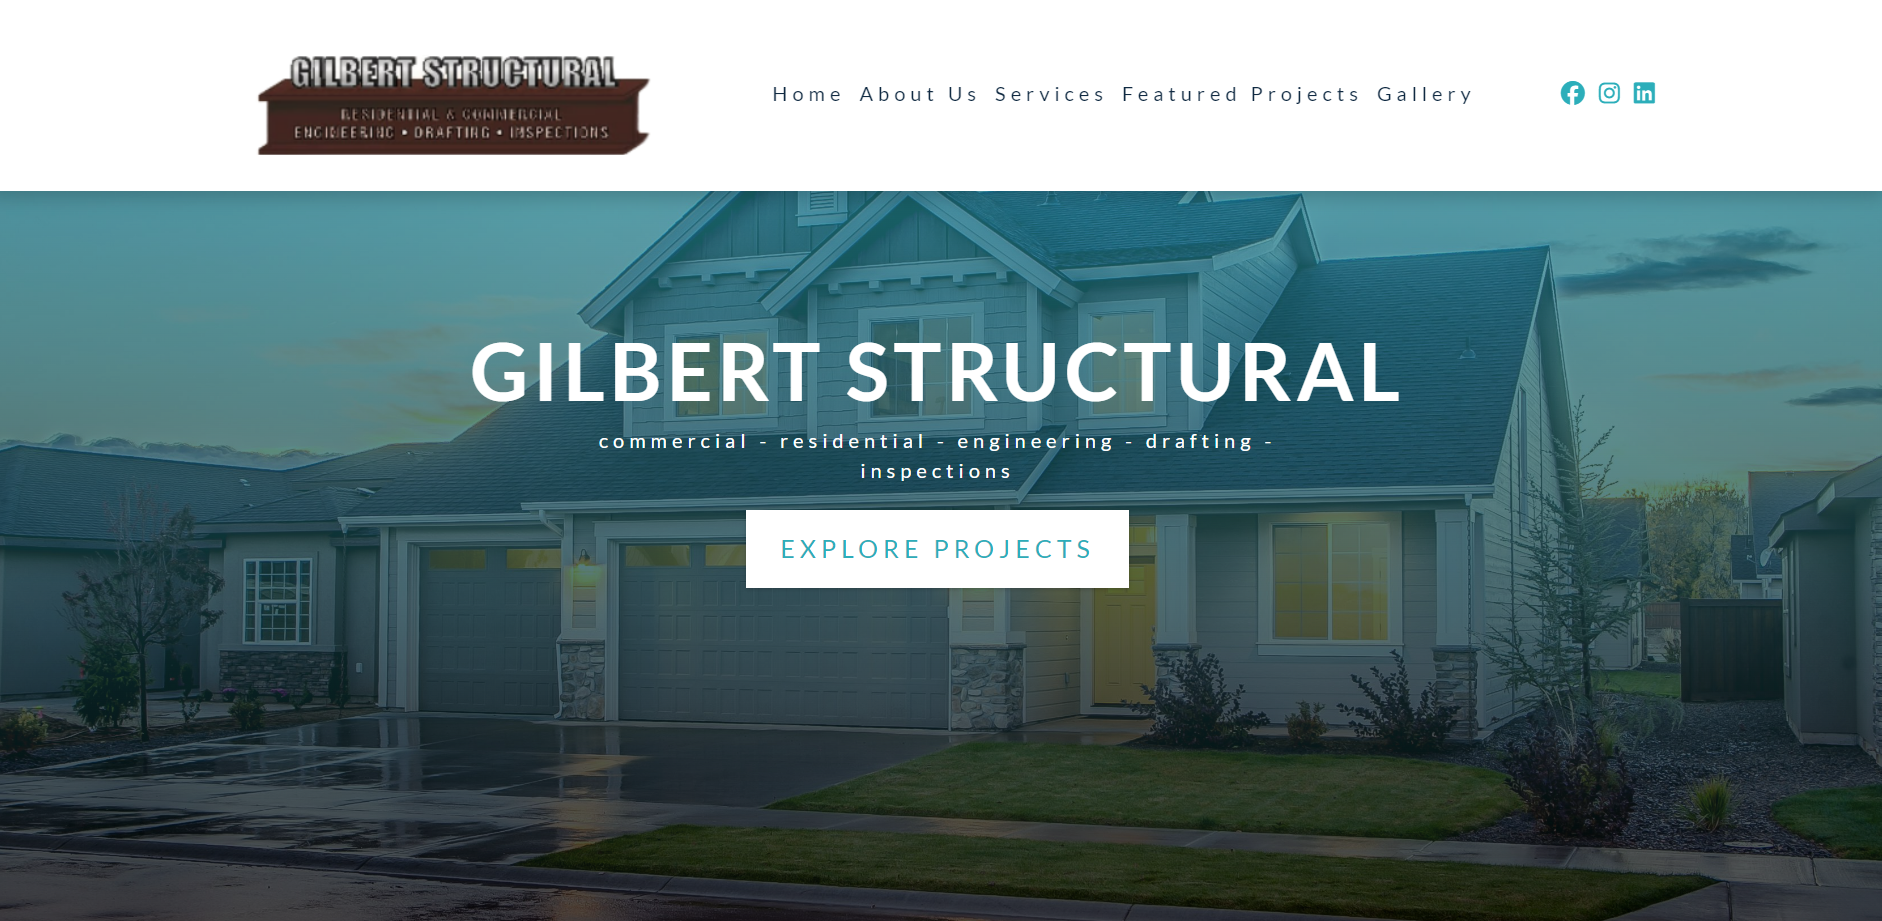 GILBERT STRUCTURAL
RESIDENTIAL & COMMERCIAL
ENGINEERING • DRAFTING • INSPECTIONS
Home About Us Services Featured Projects Gallery
GILBERT STRUCTURAL
commercial - residential - engineering - drafting -
inspections
EXPLORE PROJECTS